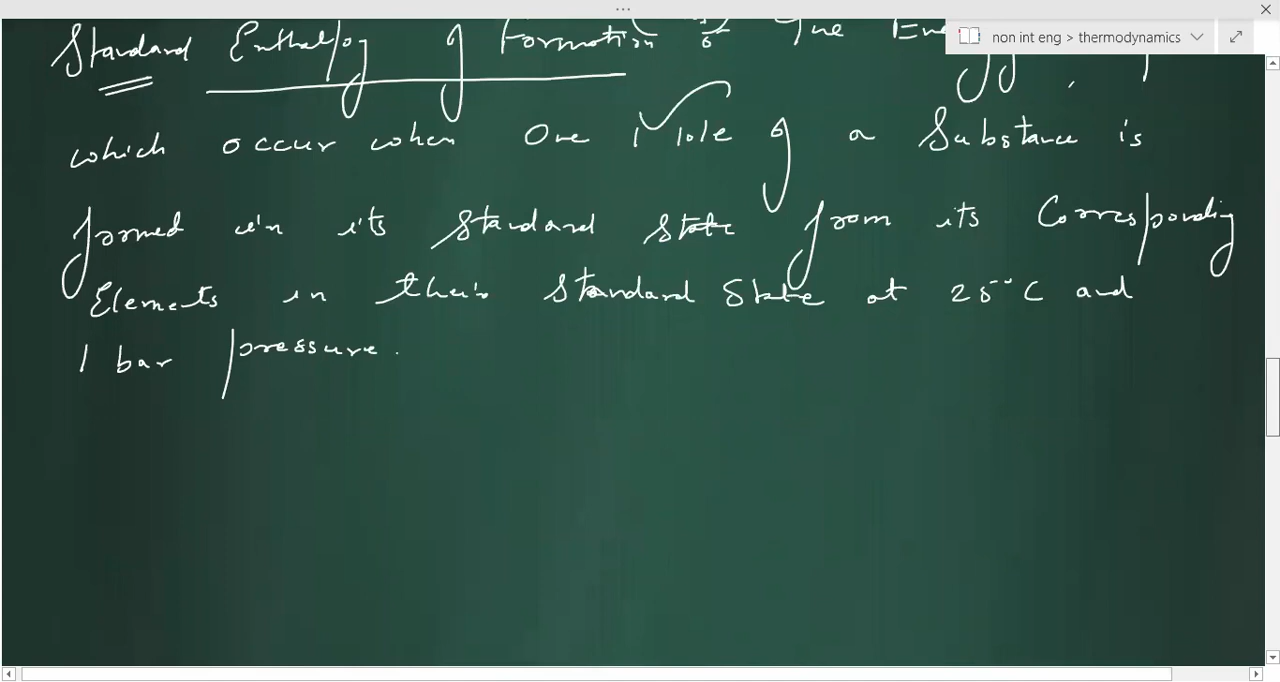 non int eng > thermodynamics
Standard Enthalpy of Formation
which occur when One Mole of a Substance is
formed in its standard state from its Corresponding
Elements in their standard State at 25°C and
1 bar pressure.